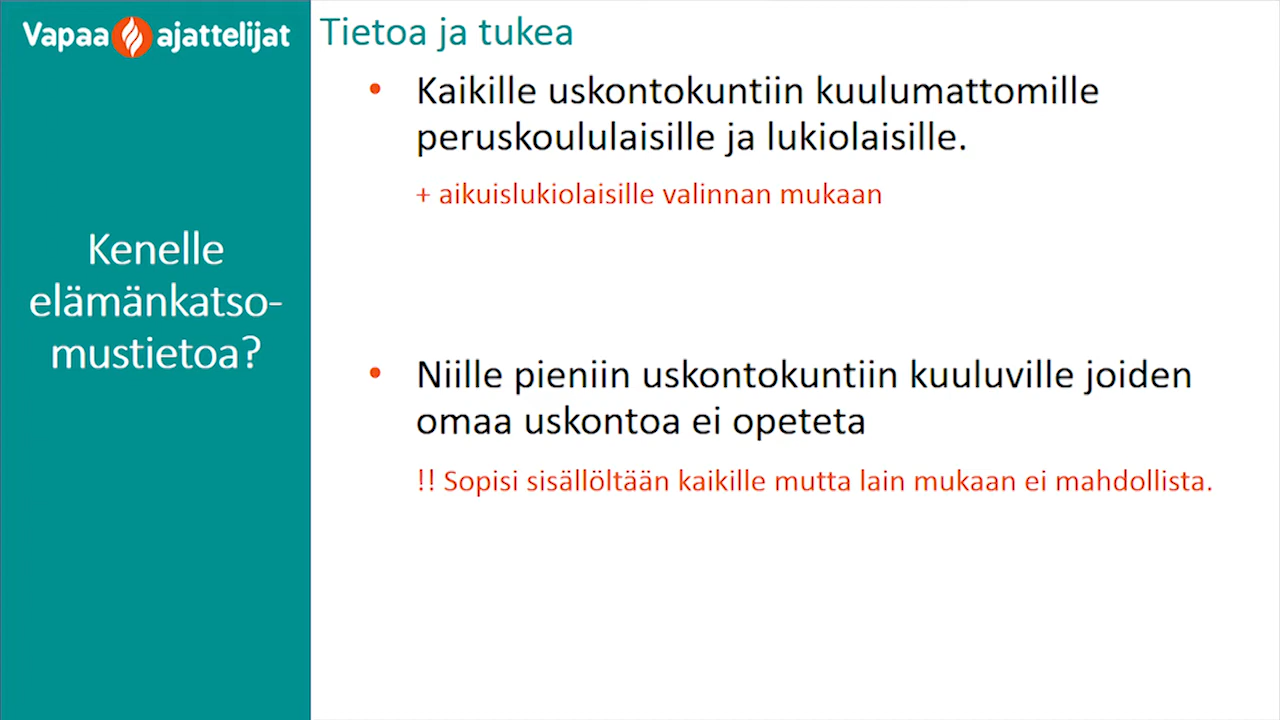 Vapaa ajattelijat
Kenelle
elämänkatso-
mustietoa?
Tietoa ja tukea
• Kaikille uskontokuntiin kuulumattomille
peruskoululaisille ja lukiolaisille.
+ aikuislukiolaisille valinnan mukaan
• Niille pieniin uskontokuntiin kuuluville joiden
omaa uskontoa ei opeteta
!! Sopisi sisällöltään kaikille mutta lain mukaan ei mahdollista.